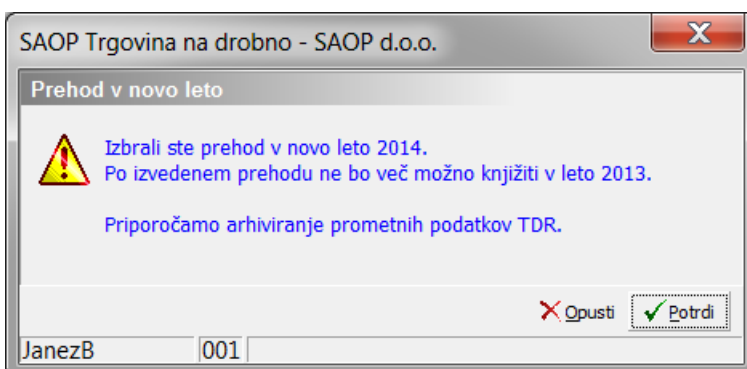 SAOP Trgovina na drobno - SAOP d.o.o.
Prehod v novo leto
Izbrali ste prehod v novo leto 2014.
Po izvedenem prehodu ne bo več možno knjižiti v leto 2013.
Priporočamo arhiviranje prometnih podatkov TDR.
Opusti Potrdi
JanezB 001